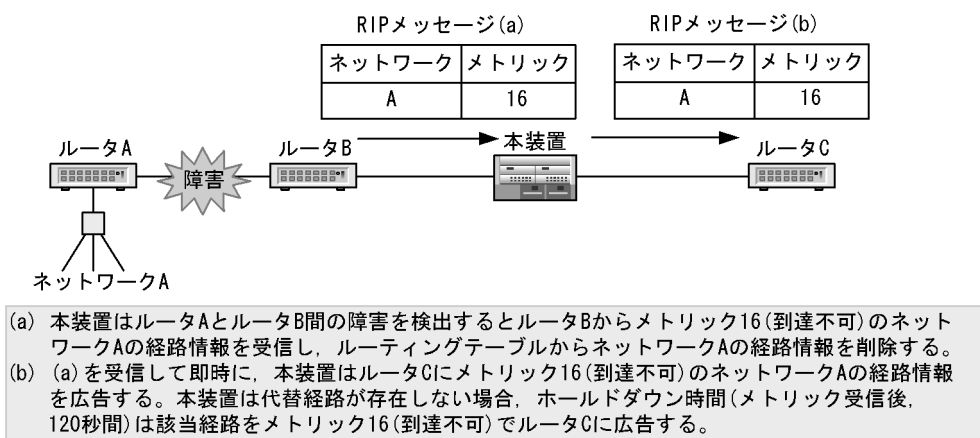 RIPメッセージ(a)
ネットワーク メトリック
A 16
RIPメッセージ(b)
ネットワーク メトリック
A 16
ルータA
障害
ルータB
本装置
ルータC
ネットワークA
(a) 本装置はルータAとルータB間の障害を検出するとルータBからメトリック16(到達不可)のネット
ワークAの経路情報を受信し，ルーティングテーブルからネットワークAの経路情報を削除する。
(b) (a)を受信して即時に，本装置はルータCにメトリック16(到達不可)のネットワークAの経路情報
を広告する。本装置は代替経路が存在しない場合，ホールドダウン時間(メトリック受信後，
120秒間)は該当経路をメトリック16(到達不可)でルータCに広告する。